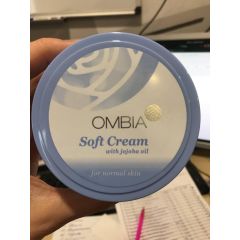 OMBIA
Soft Cream
with jojoba oil
for normal skin